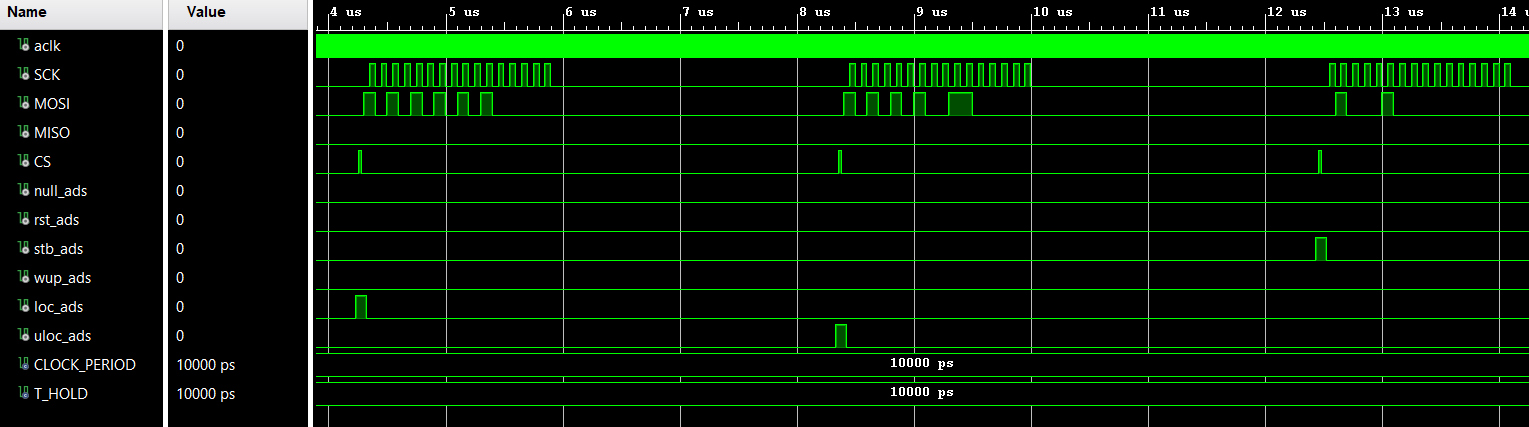 Name Value 4 us 5 us 6 us 7 us 8 us 9 us 10 us 11 us 12 us 13 us 14 u
aclk 0
SCK 0
MOSI 0
MISO 0
CS 0
null_ads 0
rst_ads 0
stb_ads 0
wup_ads 0
loc_ads 0
uloc_ads 0
CLOCK_PERIOD 10000 ps 10000 ps
T_HOLD 10000 ps 10000 ps